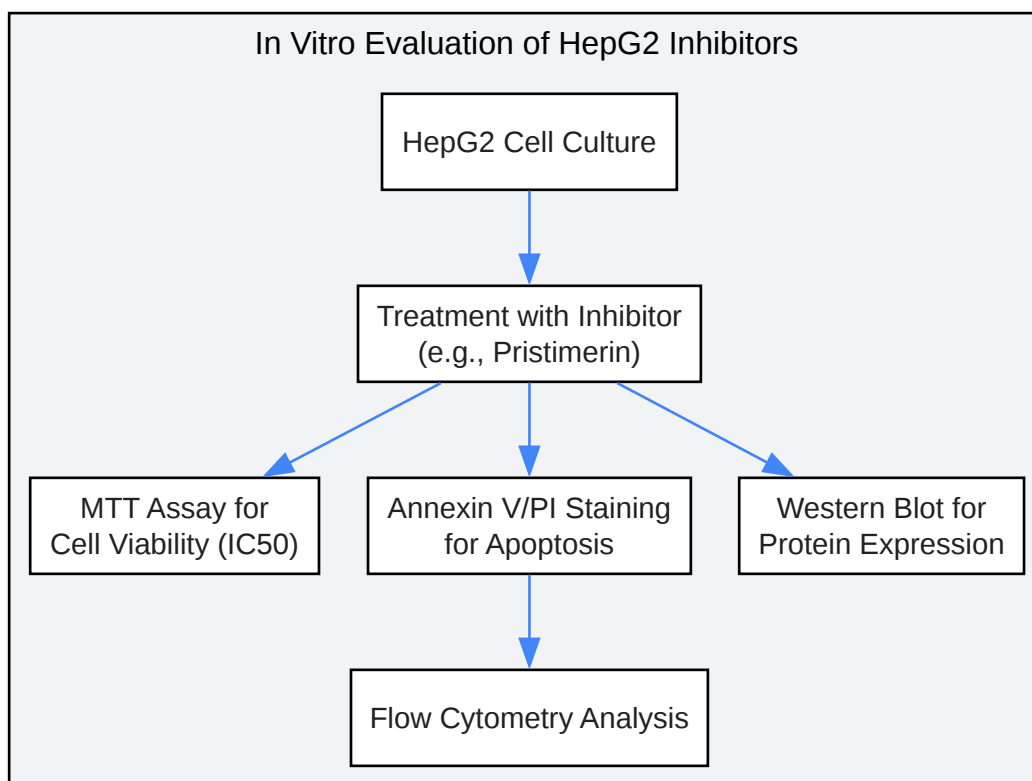 In Vitro Evaluation of HepG2 Inhibitors
HepG2 Cell Culture
Treatment with Inhibitor
(e.g., Pristimerin)
MTT Assay for
Cell Viability (IC50)
Annexin V/PI Staining
for Apoptosis
Western Blot for
Protein Expression
Flow Cytometry Analysis